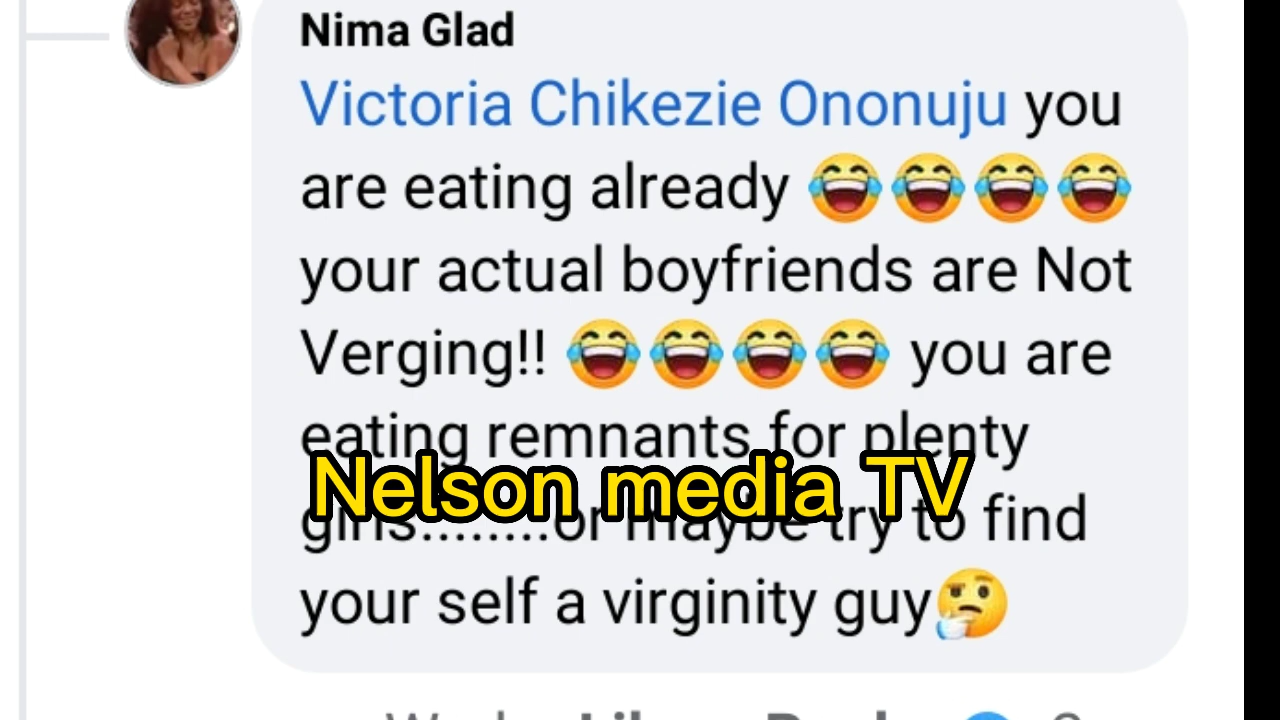 Nima Glad
Victoria Chikezie Ononuju you
are eating already 😂😂😂😂
your actual boyfriends are Not
Verging!! 😂😂😂😂 you are
eating remnants for plenty
Nelson media TV
girls........or maybe try to find
your self a virginity guy🤔